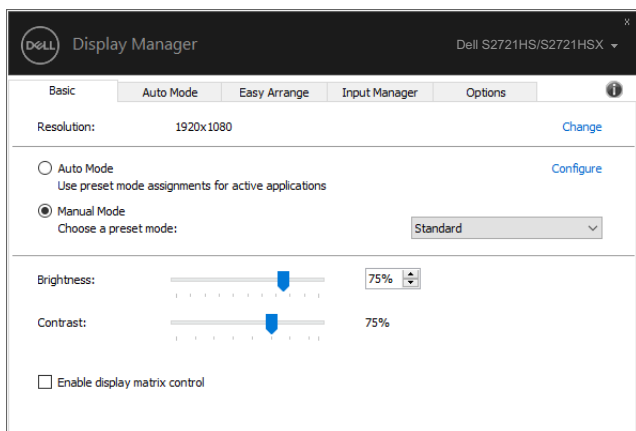 x
DELL Display Manager Dell S2721HS/S2721HSX
Basic Auto Mode Easy Arrange Input Manager Options i
Resolution: 1920x1080 Change
Auto Mode Configure
Use preset mode assignments for active applications
Manual Mode
Choose a preset mode: Standard
Brightness: 75%
Contrast: 75%
Enable display matrix control